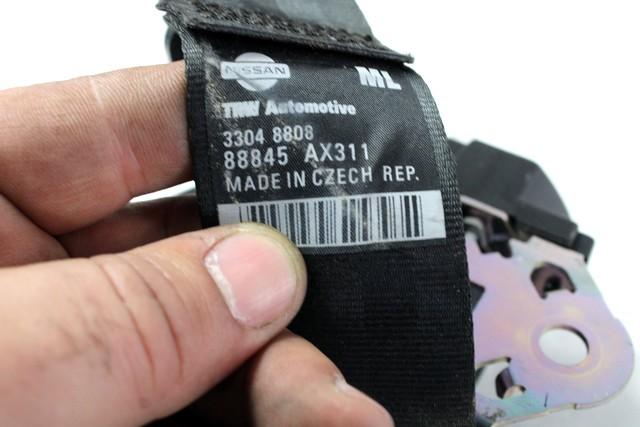 NISSAN
ML
TRW Automotive
3304 8808
88845 AX311
MADE IN CZECH REP.